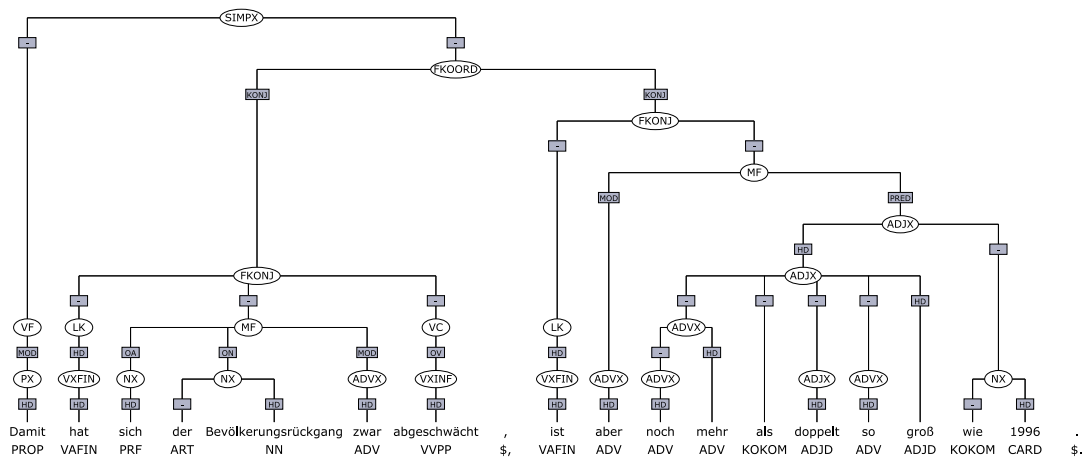 SIMPX
- -
FKOORD
KONJ KONJ
FKONJ
- -
MF
MOD PRED
ADJX
HD -
FKONJ ADJX
- - - - - - - HD
VF LK MF VC LK ADVX
MOD HD OA ON MOD OV HD - HD
PX VXFIN NX NX ADVX VXINF VXFIN ADVX ADVX ADJX ADVX NX
HD HD HD - HD HD HD HD HD HD HD HD - HD
Damit hat sich der Bevölkerungsrückgang zwar abgeschwächt , ist aber noch mehr als doppelt so groß wie 1996 .
PROP VAFIN PRF ART NN ADV VVPP $, VAFIN ADV ADV ADV KOKOM ADJD ADV ADJD KOKOM CARD $.